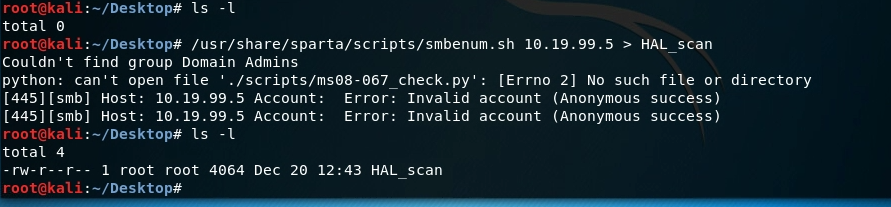 root@kali:~/Desktop# ls -l
total 0
root@kali:~/Desktop# /usr/share/sparta/scripts/smbenum.sh 10.19.99.5 > HAL_scan
Couldn't find group Domain Admins
python: can't open file './scripts/ms08-067_check.py': [Errno 2] No such file or directory
[445][smb] Host: 10.19.99.5 Account:  Error: Invalid account (Anonymous success)
[445][smb] Host: 10.19.99.5 Account:  Error: Invalid account (Anonymous success)
root@kali:~/Desktop# ls -l
total 4
-rw-r--r-- 1 root root 4064 Dec 20 12:43 HAL_scan
root@kali:~/Desktop#